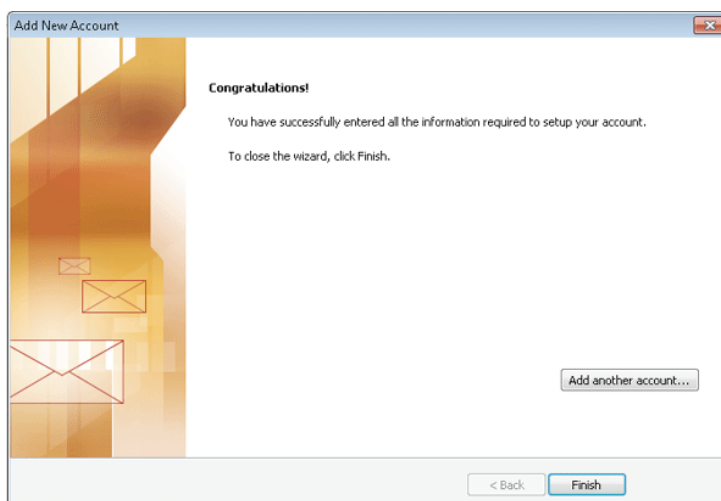 Add New Account
Congratulations!
You have successfully entered all the information required to setup your account.
To close the wizard, click Finish.
Add another account...
< Back
Finish